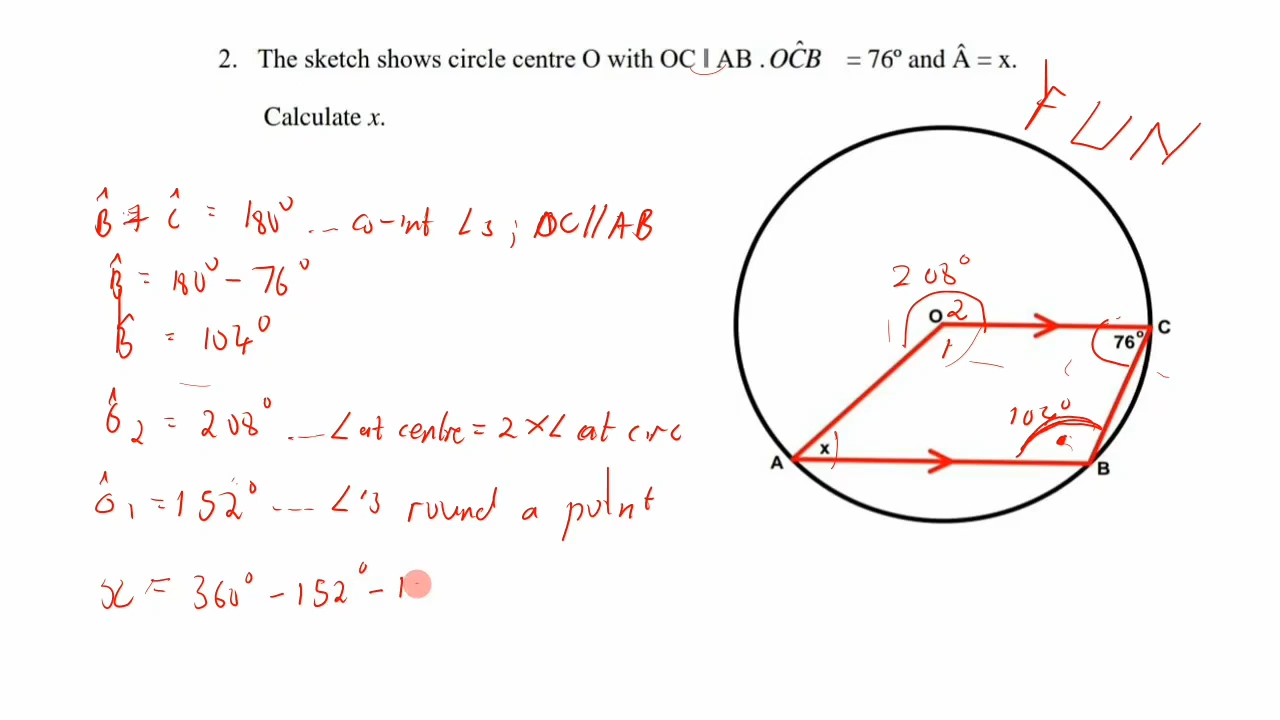 2. The sketch shows circle centre O with OC ∥ AB . OĈB = 76º and Â = x.
Calculate x.
FUN
B̂ + Ĉ = 180° ... co-int ∠s ; OC//AB
B̂ = 180° - 76°
B̂ = 104°
Ô₂ = 208° ... ∠ at centre = 2 × ∠ at circ
Ô₁ = 152° ... ∠'s round a point
x = 360° - 152° - 1
208°
O 2
1
C
76°
104°
x
A
B